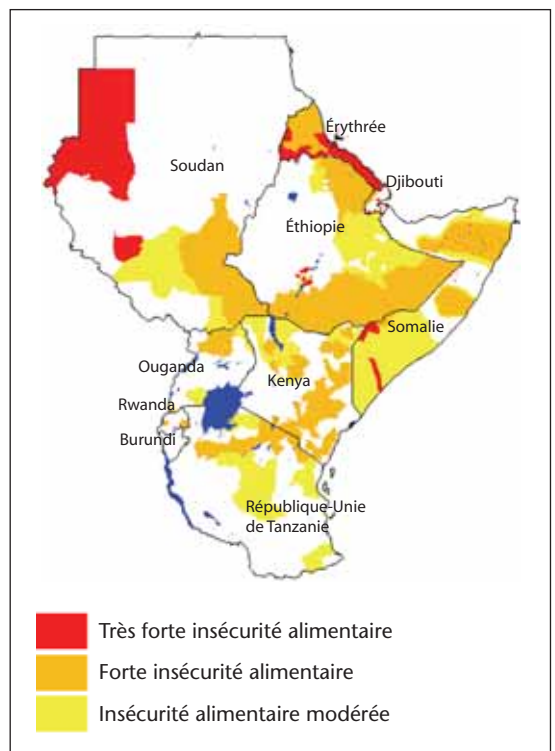 Érythrée
Soudan
Djibouti
Éthiopie
Somalie
Ouganda
Kenya
Rwanda
Burundi
République-Unie
de Tanzanie
Très forte insécurité alimentaire
Forte insécurité alimentaire
Insécurité alimentaire modérée